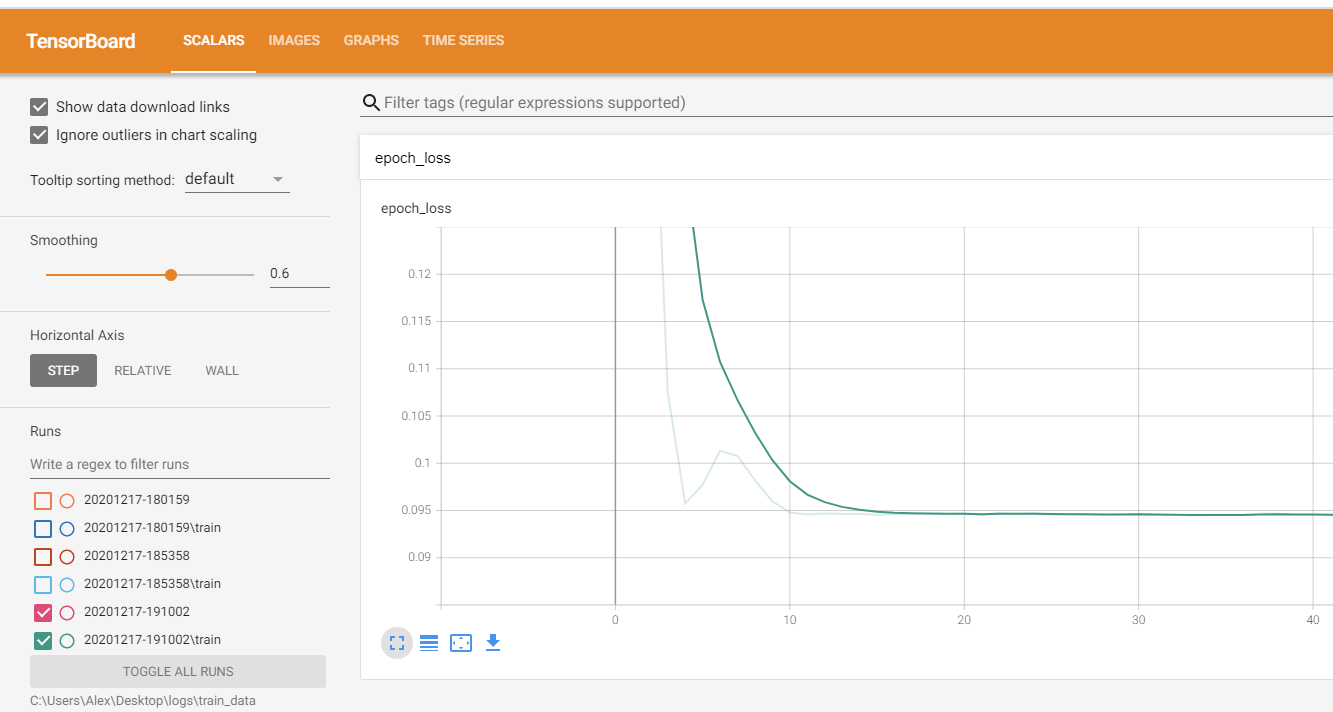 TensorBoard SCALARS IMAGES GRAPHS TIME SERIES
Show data download links
Ignore outliers in chart scaling
Tooltip sorting method: default
Smoothing
0.6
Horizontal Axis
STEP RELATIVE WALL
Runs
Write a regex to filter runs
20201217-180159
20201217-180159\train
20201217-185358
20201217-185358\train
20201217-191002
20201217-191002\train
TOGGLE ALL RUNS
C:\Users\Alex\Desktop\logs\train_data
Filter tags (regular expressions supported)
epoch_loss
epoch_loss
0.12
0.115
0.11
0.105
0.1
0.095
0.09
0 10 20 30 40